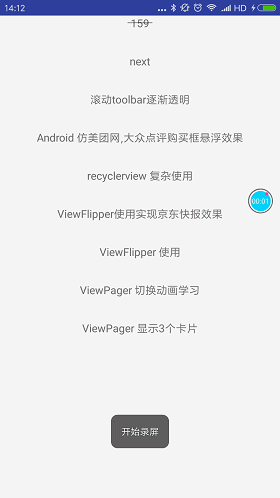 14:12
HD
159
next
滚动toolbar逐渐透明
Android 仿美团网,大众点评购买框悬浮效果
recyclerview 复杂使用
00:01
ViewFlipper使用实现京东快报效果
ViewFlipper 使用
ViewPager 切换动画学习
ViewPager 显示3个卡片
开始录屏